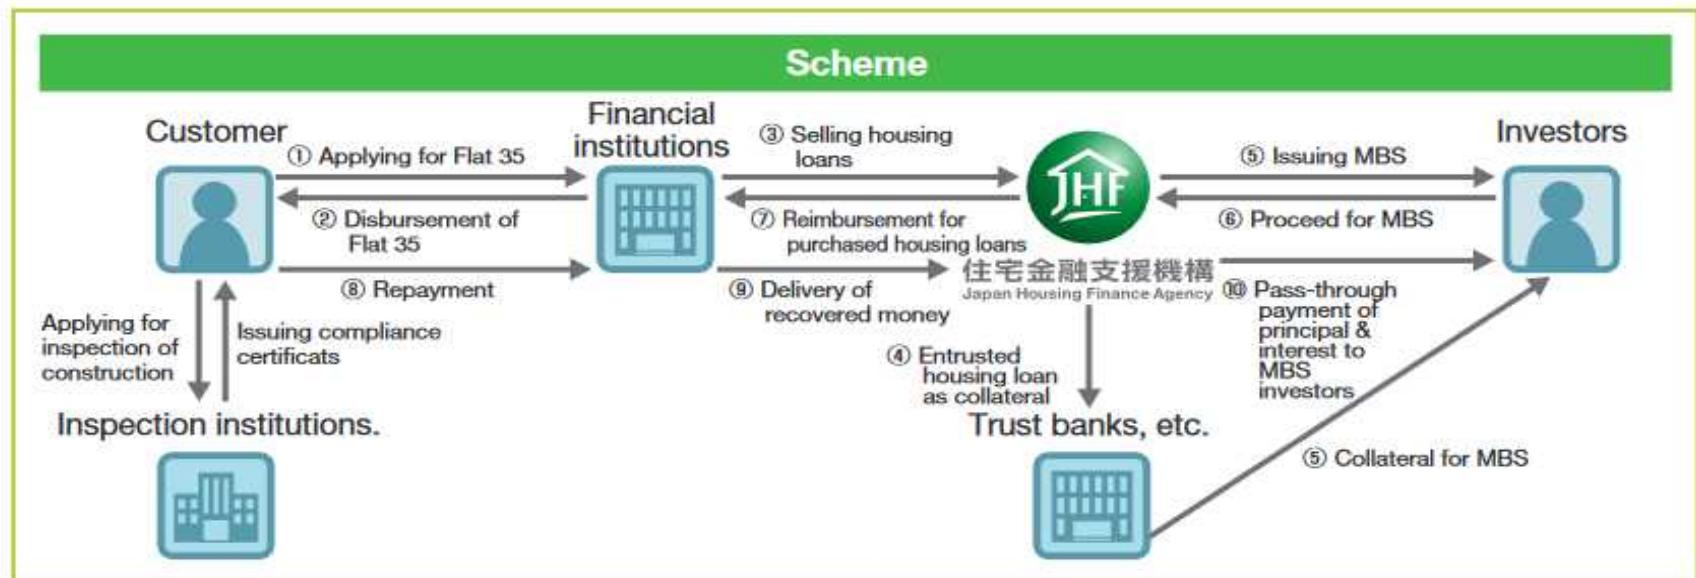 Scheme
Customer
① Applying for Flat 35
② Disbursement of
Flat 35
⑧ Repayment
Applying for
inspection of
construction
Issuing compliance
certificats
Inspection institutions.
Financial
institutions
③ Selling housing
loans
⑦ Reimbursement for
purchased housing loans
⑨ Delivery of
recovered money
JHF
住宅金融支援機構
Japan Housing Finance Agency
④ Entrusted
housing loan
as collateral
Trust banks, etc.
Investors
⑤ Issuing MBS
⑥ Proceed for MBS
⑩ Pass-through
payment of
principal &
interest to
MBS
investors
⑤ Collateral for MBS